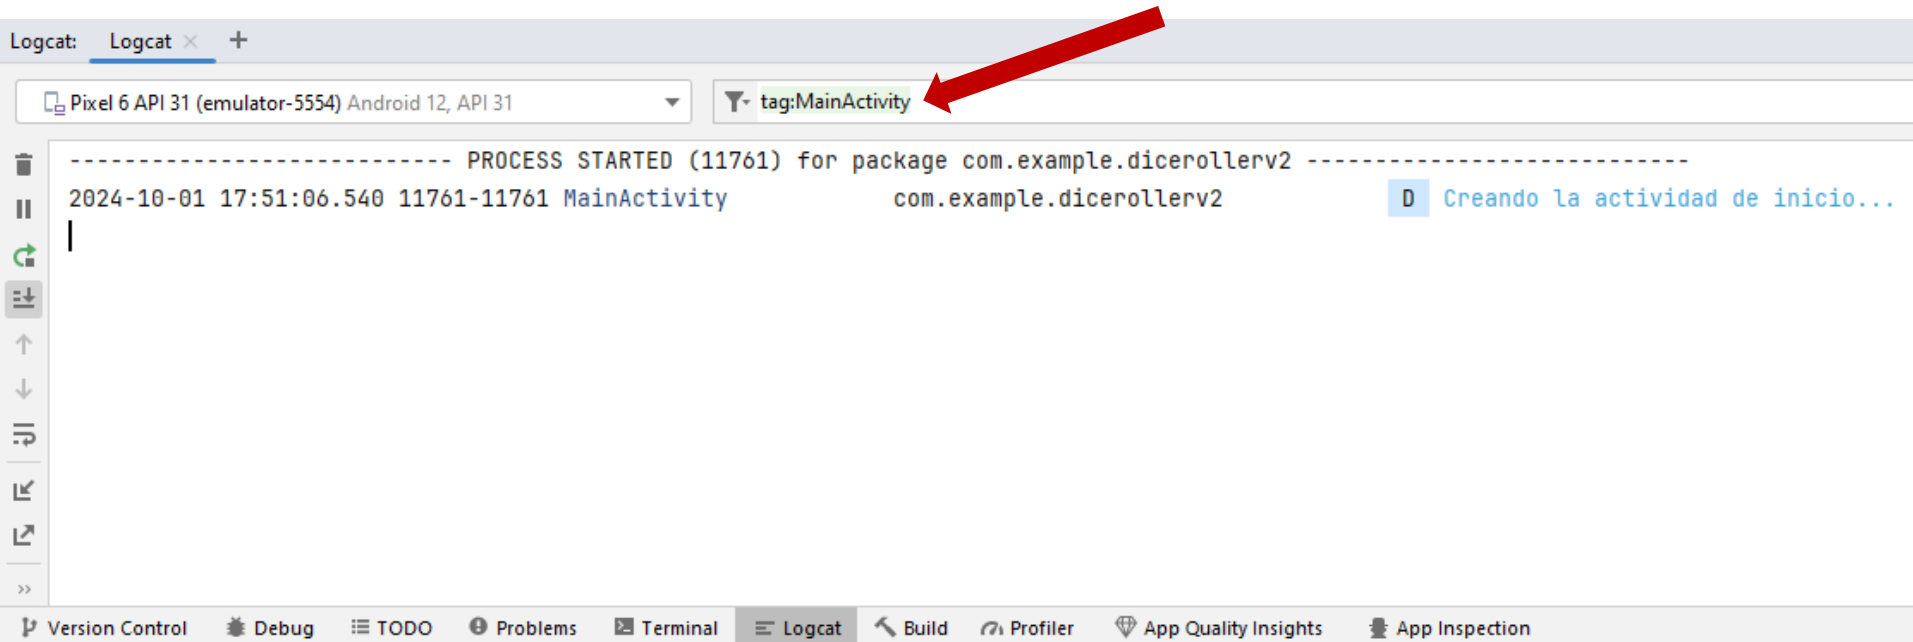 Logcat: Logcat
Pixel 6 API 31 (emulator-5554) Android 12, API 31 tag:MainActivity
---------------------------- PROCESS STARTED (11761) for package com.example.dicerollerv2 ----------------------------
2024-10-01 17:51:06.540 11761-11761 MainActivity com.example.dicerollerv2 D Creando la actividad de inicio...
Version Control Debug TODO Problems Terminal Logcat Build Profiler App Quality Insights App Inspection